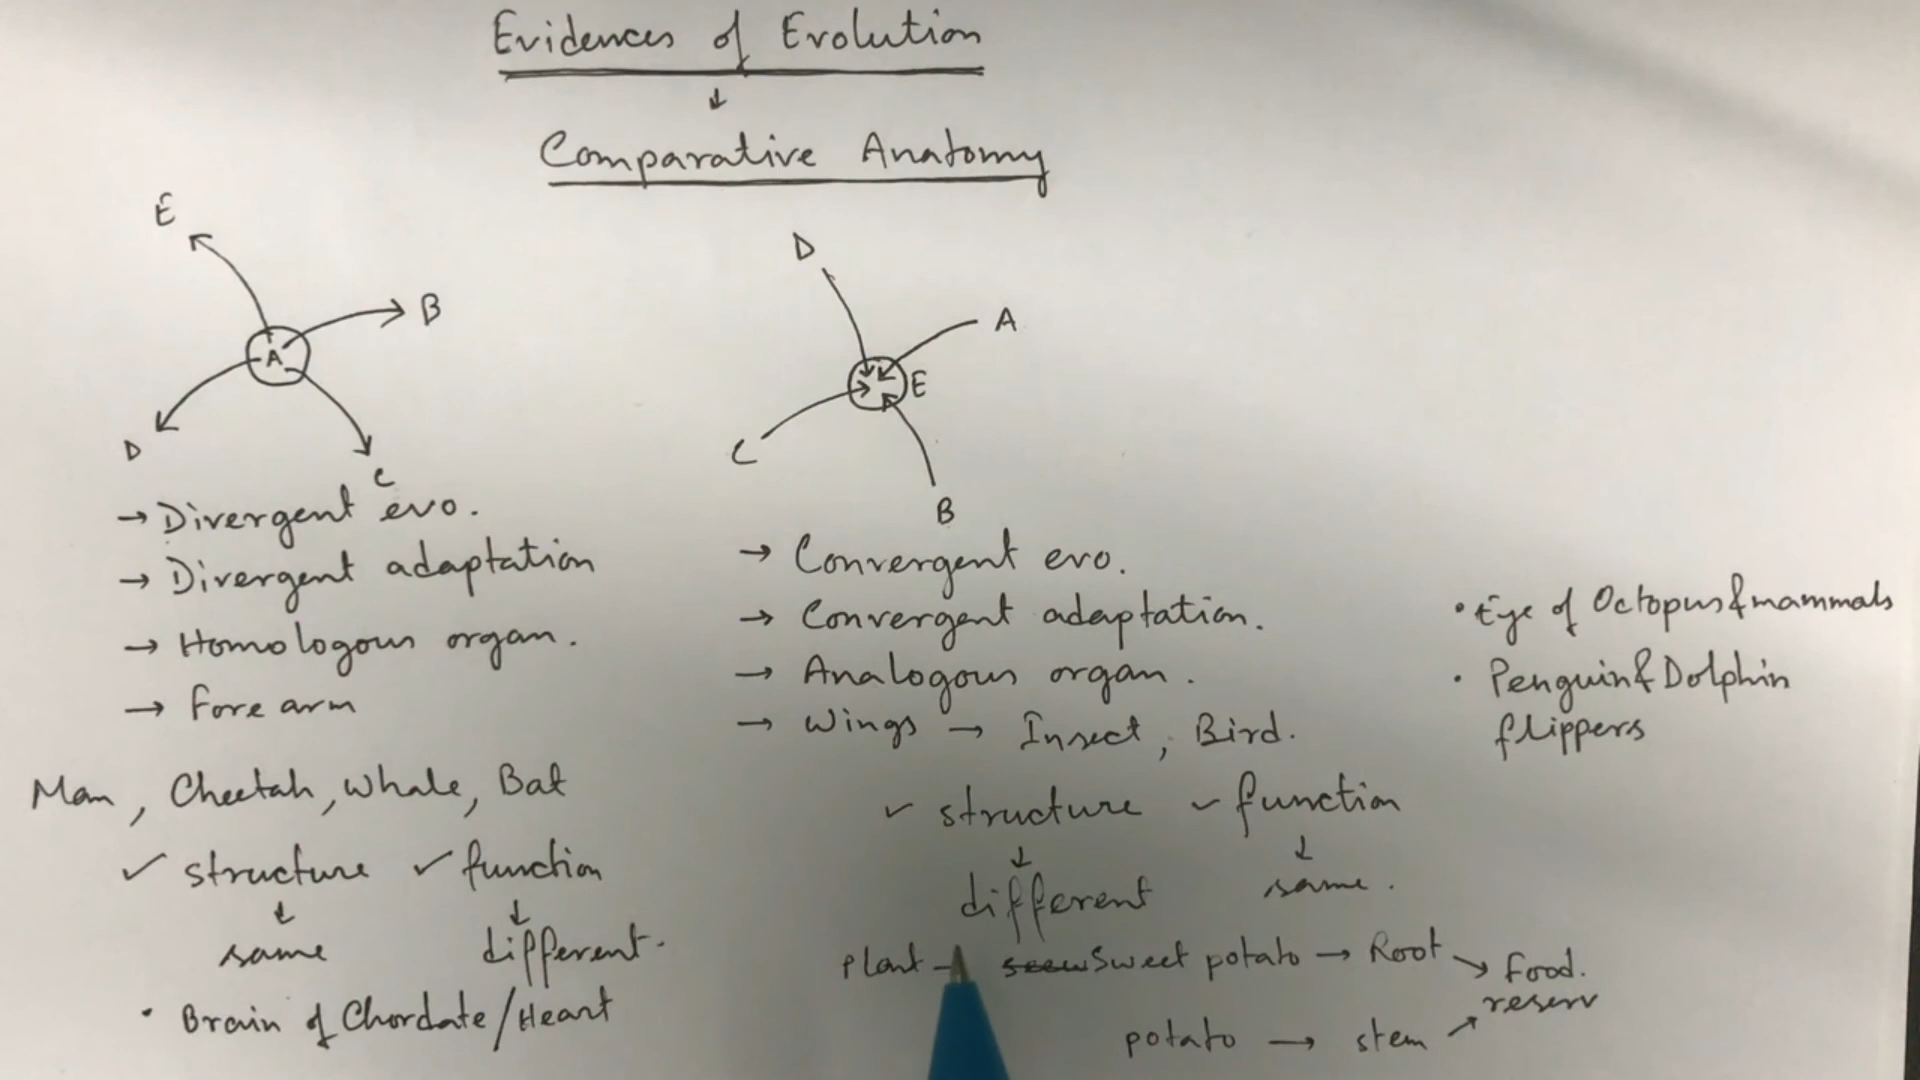 Evidences of Evolution
↓
Comparative Anatomy
E
B
A
D
C
→ Divergent evo.
→ Divergent adaptation
→ Homologous organ.
→ Fore arm
Man, Cheetah, Whale, Bat
✓ structure ✓ function
↓ ↓
same different.
• Brain of Chordate/Heart
D
A
E
C
B
→ Convergent evo.
→ Convergent adaptation.
→ Analogous organ.
→ Wings → Insect, Bird.
✓ structure ✓ function
↓ ↓
different same.
Plant - Sweet potato → Root → Food.
reserv
potato → stem →
• Eye of Octopus & mammals
• Penguin & Dolphin
flippers